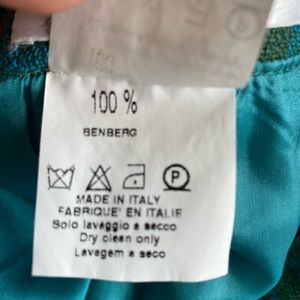 100 %
BENBERG
P
MADE IN ITALY
FABRIQUE' EN ITALIE
Solo lavaggio a secco
Dry clean only
Lavagem a seco